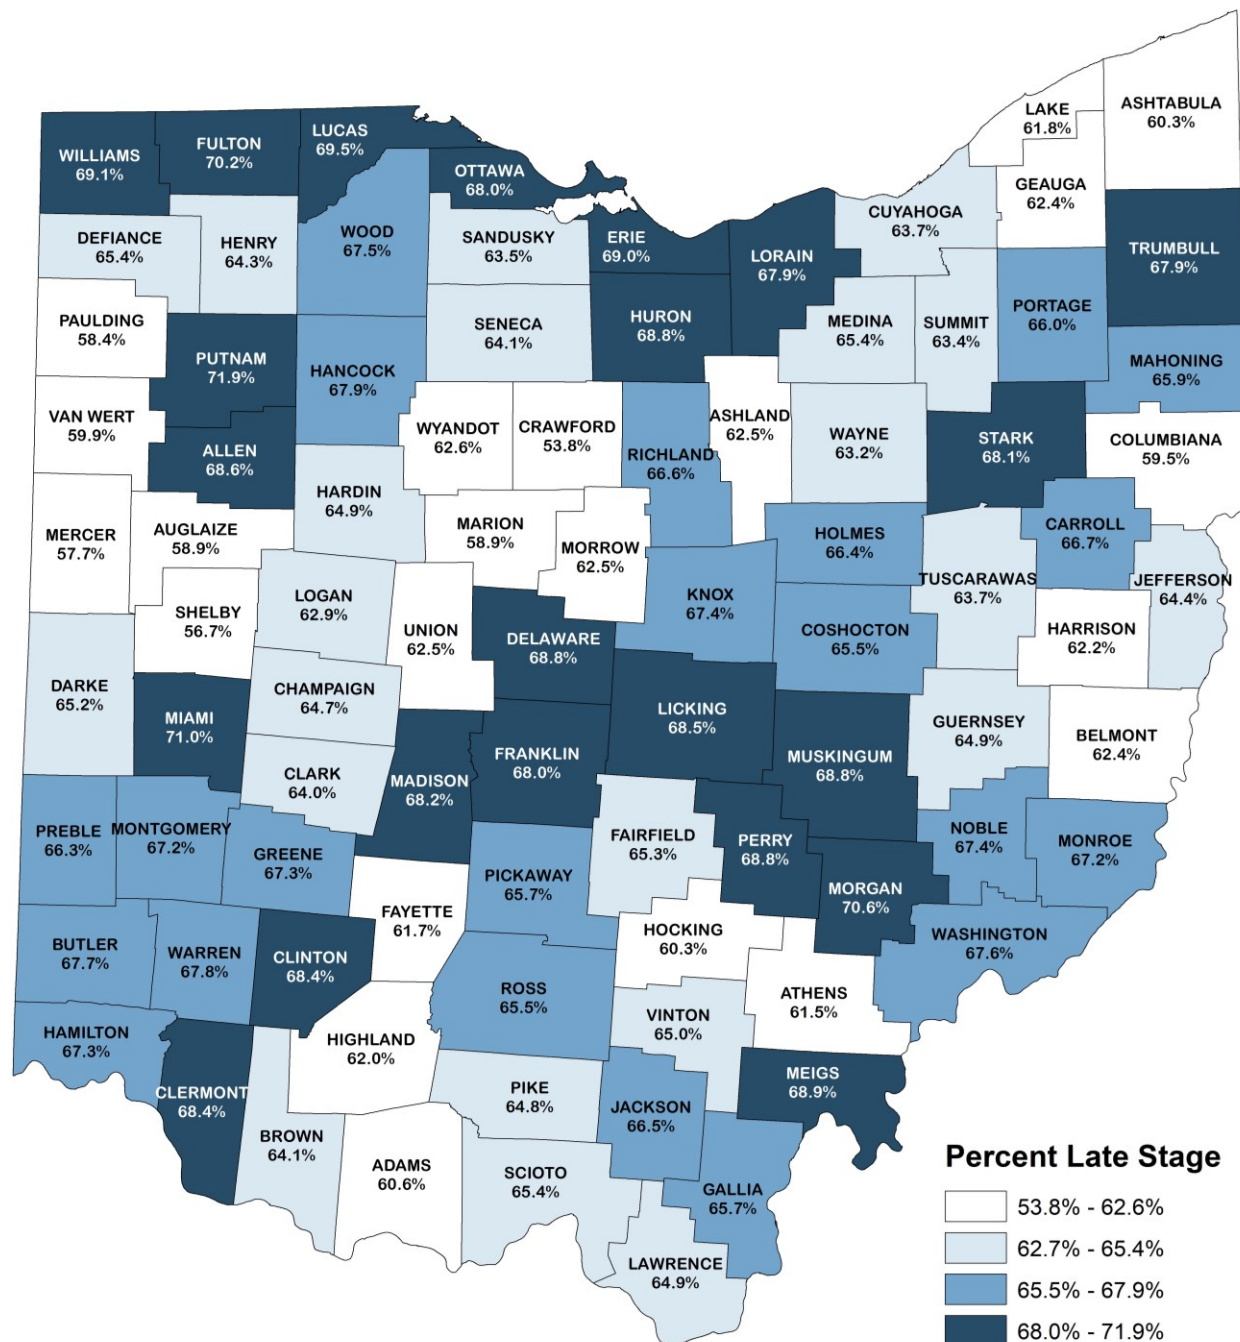 LAKE
61.8%
ASHTABULA
60.3%
WILLIAMS
69.1%
FULTON
70.2%
LUCAS
69.5%
OTTAWA
68.0%
GEAUGA
62.4%
CUYAHOGA
63.7%
DEFIANCE
65.4%
HENRY
64.3%
WOOD
67.5%
SANDUSKY
63.5%
ERIE
69.0%
LORAIN
67.9%
TRUMBULL
67.9%
PAULDING
58.4%
PUTNAM
71.9%
HANCOCK
67.9%
SENECA
64.1%
HURON
68.8%
MEDINA
65.4%
SUMMIT
63.4%
PORTAGE
66.0%
MAHONING
65.9%
VAN WERT
59.9%
ALLEN
68.6%
WYANDOT
62.6%
CRAWFORD
53.8%
RICHLAND
66.6%
ASHLAND
62.5%
WAYNE
63.2%
STARK
68.1%
COLUMBIANA
59.5%
MERCER
57.7%
AUGLAIZE
58.9%
HARDIN
64.9%
MARION
58.9%
MORROW
62.5%
HOLMES
66.4%
CARROLL
66.7%
TUSCARAWAS
63.7%
JEFFERSON
64.4%
SHELBY
56.7%
LOGAN
62.9%
UNION
62.5%
DELAWARE
68.8%
KNOX
67.4%
COSHOCTON
65.5%
HARRISON
62.2%
DARKE
65.2%
MIAMI
71.0%
CHAMPAIGN
64.7%
LICKING
68.5%
MUSKINGUM
68.8%
GUERNSEY
64.9%
BELMONT
62.4%
CLARK
64.0%
MADISON
68.2%
FRANKLIN
68.0%
PREBLE
66.3%
MONTGOMERY
67.2%
GREENE
67.3%
FAIRFIELD
65.3%
PERRY
68.8%
NOBLE
67.4%
MONROE
67.2%
PICKAWAY
65.7%
MORGAN
70.6%
FAYETTE
61.7%
HOCKING
60.3%
WASHINGTON
67.6%
BUTLER
67.7%
WARREN
67.8%
CLINTON
68.4%
ROSS
65.5%
ATHENS
61.5%
HAMILTON
67.3%
HIGHLAND
62.0%
VINTON
65.0%
CLERMONT
68.4%
PIKE
64.8%
JACKSON
66.5%
MEIGS
68.9%
BROWN
64.1%
ADAMS
60.6%
SCIOTO
65.4%
GALLIA
65.7%
LAWRENCE
64.9%
Percent Late Stage
53.8% - 62.6%
62.7% - 65.4%
65.5% - 67.9%
68.0% - 71.9%